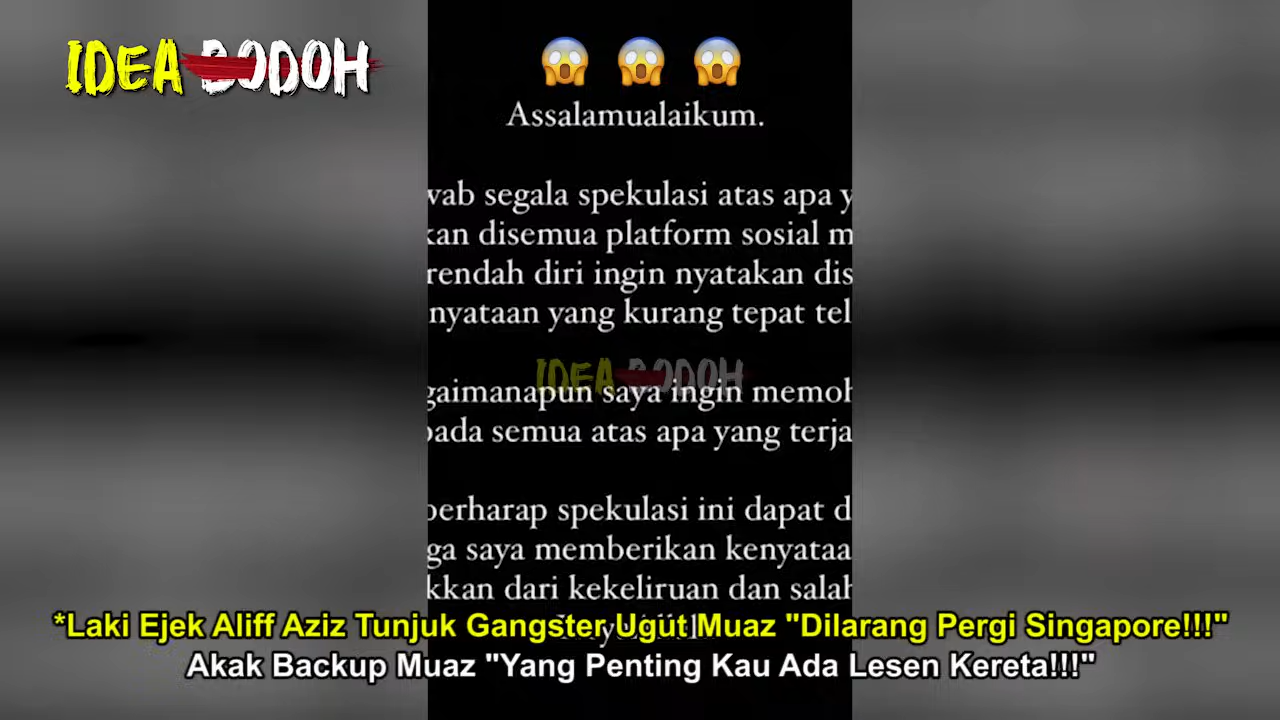 IDEA BODOH
Assalamualaikum.
wab segala spekulasi atas apa y
kan disemua platform sosial m
rendah diri ingin nyatakan dis
nyataan yang kurang tepat tel
IDEA BODOH
gaimanapun saya ingin memoh
pada semua atas apa yang terja
berharap spekulasi ini dapat d
ga saya memberikan kenyataa
kkan dari kekeliruan dan salah
*Laki Ejek Aliff Aziz Tunjuk Gangster Ugut Muaz "Dilarang Pergi Singapore!!!"
Akak Backup Muaz "Yang Penting Kau Ada Lesen Kereta!!!"